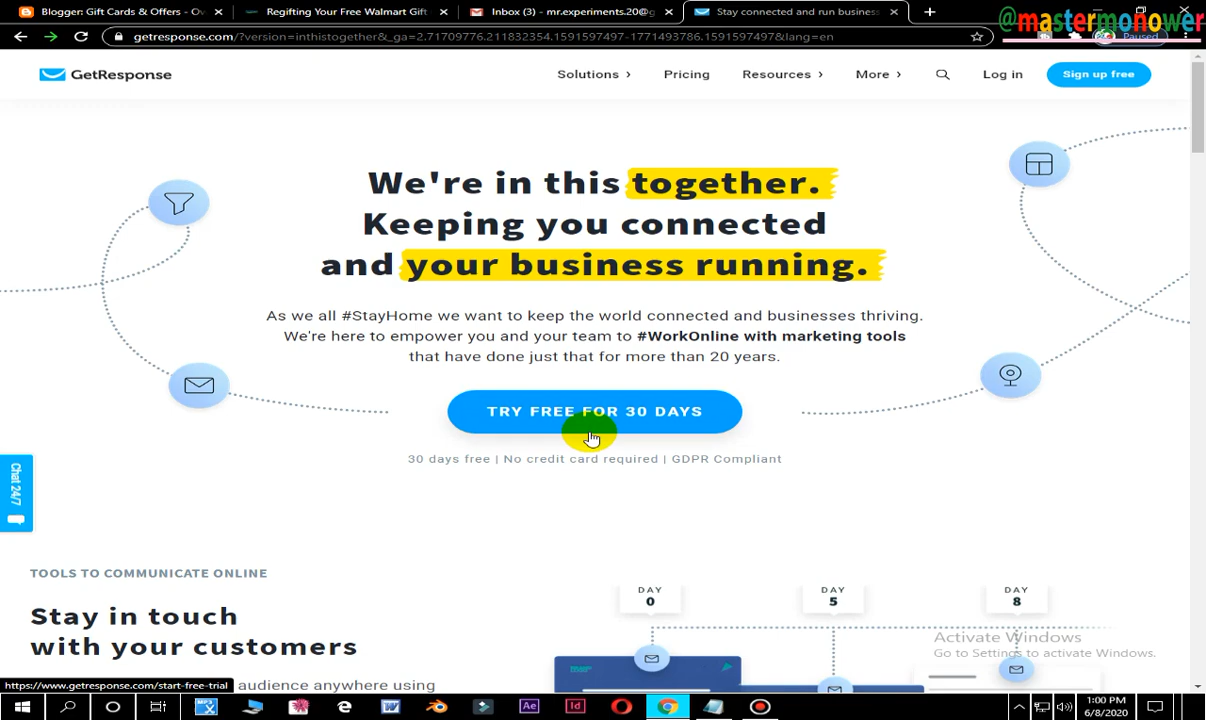 Blogger: Gift Cards & Offers - Ov
Regifting Your Free Walmart Gift
Inbox (3) - mr.experiments.20@g
Stay connected and run business
@mastermonower
getresponse.com/?version=inthistogether&_ga=2.71709776.211832354.1591597487-1771493786.1591597487&lang=en
Paused
GetResponse
Solutions
Pricing
Resources
More
Log in
Sign up free
We're in this together.
Keeping you connected
and your business running.
As we all #StayHome we want to keep the world connected and businesses thriving.
We're here to empower you and your team to #WorkOnline with marketing tools
that have done just that for more than 20 years.
TRY FREE FOR 30 DAYS
30 days free | No credit card required | GDPR Compliant
Chat 24/7
TOOLS TO COMMUNICATE ONLINE
Stay in touch
with your customers
DAY
0
DAY
5
DAY
8
Activate Windows
Go to Settings to activate Windows.
https://www.getresponse.com/start-free-trial
audience anywhere using
1:00 PM
6/8/2020